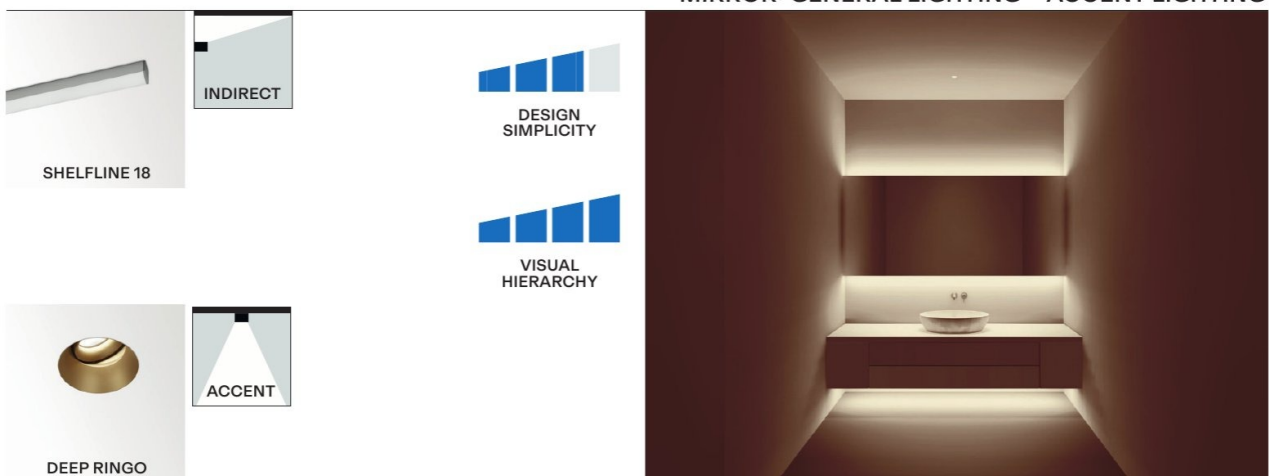 MIRROR GENERAL LIGHTING ACCENT LIGHTING
SHELFLINE 18
INDIRECT
DESIGN
SIMPLICITY
VISUAL
HIERARCHY
DEEP RINGO
ACCENT